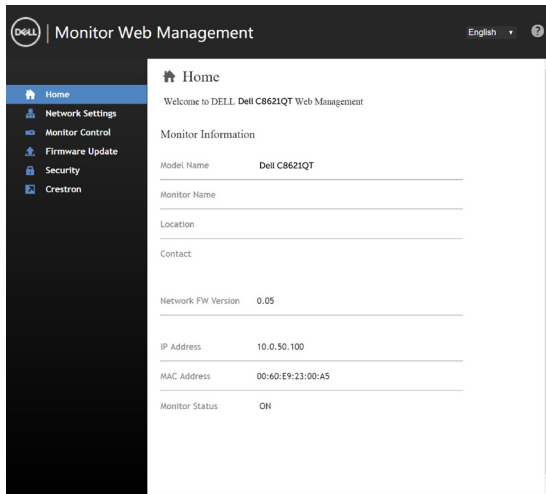 DELL | Monitor Web Management
English
?
Home
Network Settings
Monitor Control
Firmware Update
Security
Crestron
Home
Welcome to DELL Dell C8621QT Web Management
Monitor Information
Model Name Dell C8621QT
Monitor Name
Location
Contact
Network FW Version 0.05
IP Address 10.0.50.100
MAC Address 00:60:E9:23:00:A5
Monitor Status ON